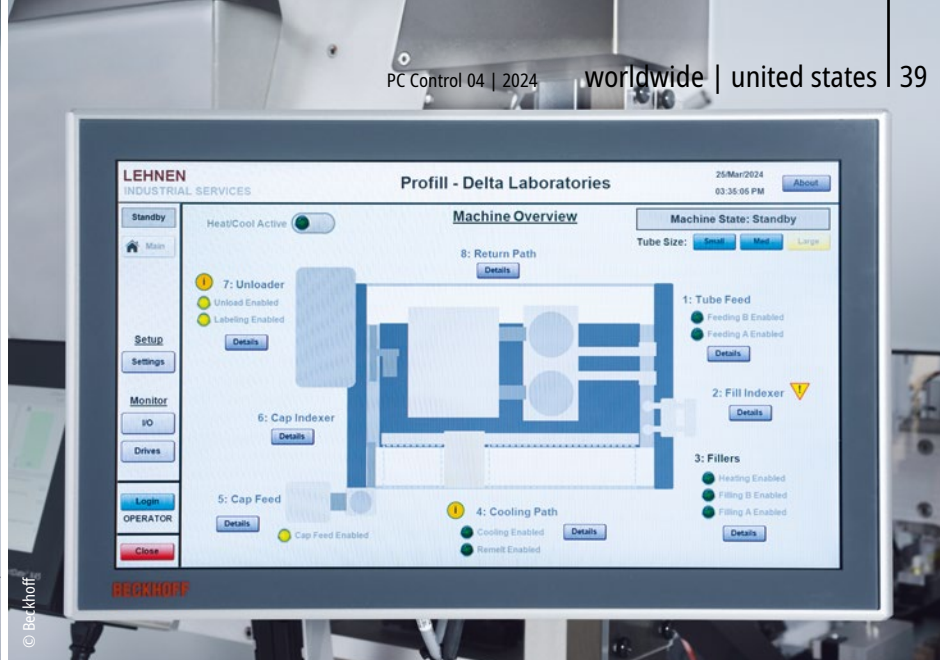 PC Control 04 | 2024 worldwide | united states 39
LEHNEN
INDUSTRIAL SERVICES
Profill - Delta Laboratories
25/Mar/2024
03:35:05 PM
About
Standby
Main
Setup
Settings
Monitor
I/O
Drives
Login
OPERATOR
Close
Heat/Cool Active
Machine Overview
Machine State: Standby
Tube Size: Small Med Large
8: Return Path
Details
7: Unloader
Unload Enabled
Labeling Enabled
Details
1: Tube Feed
Feeding B Enabled
Feeding A Enabled
Details
2: Fill Indexer
Details
6: Cap Indexer
Details
3: Fillers
Heating Enabled
Filling B Enabled
Filling A Enabled
Details
5: Cap Feed
Details
Cap Feed Enabled
4: Cooling Path
Cooling Enabled
Details
Remelt Enabled
BECKHOFF
© Beckhoff